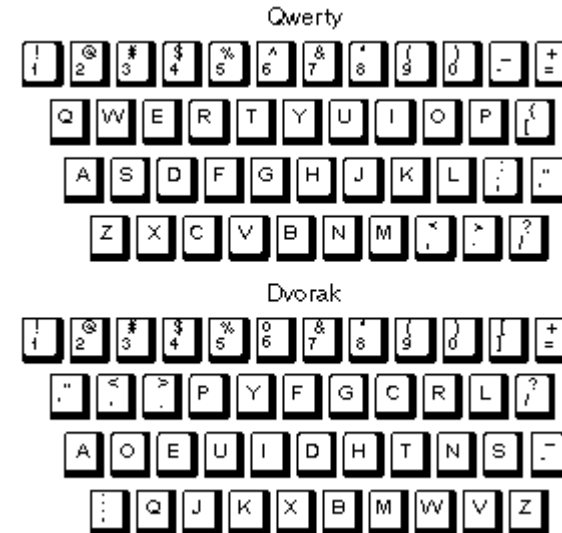 Qwerty
! 1 @ 2 # 3 $ 4 % 5 ^ 6 & 7 * 8 ( 9 ) 0 _ - + =
Q W E R T Y U I O P { [
A S D F G H J K L : ; " '
Z X C V B N M < , > . ? /
Dvorak
! 1 @ 2 # 3 $ 4 % 5 6 & 7 * 8 ( 9 ) 0 [ ] + =
" ' < , > . P Y F G C R L ? /
A O E U I D H T N S _ -
: ; Q J K X B M W V Z